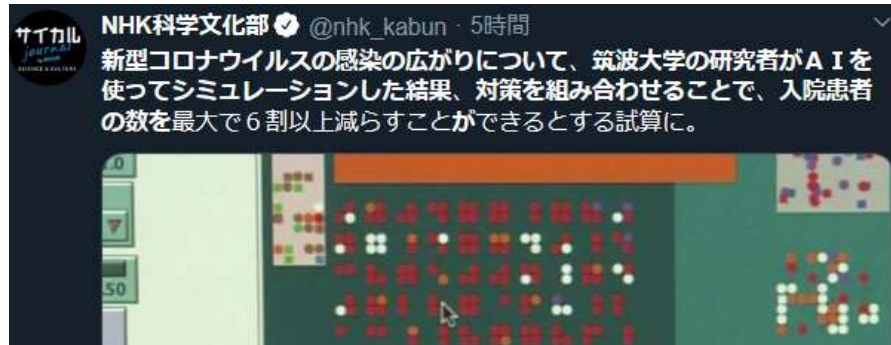 NHK科学文化部 @nhk_kabun · 5時間
サイカル
journal
新型コロナウイルスの感染の広がりについて、筑波大学の研究者がＡＩを
使ってシミュレーションした結果、対策を組み合わせることで、入院患者
の数を最大で６割以上減らすことができるとする試算に。
.0
.50